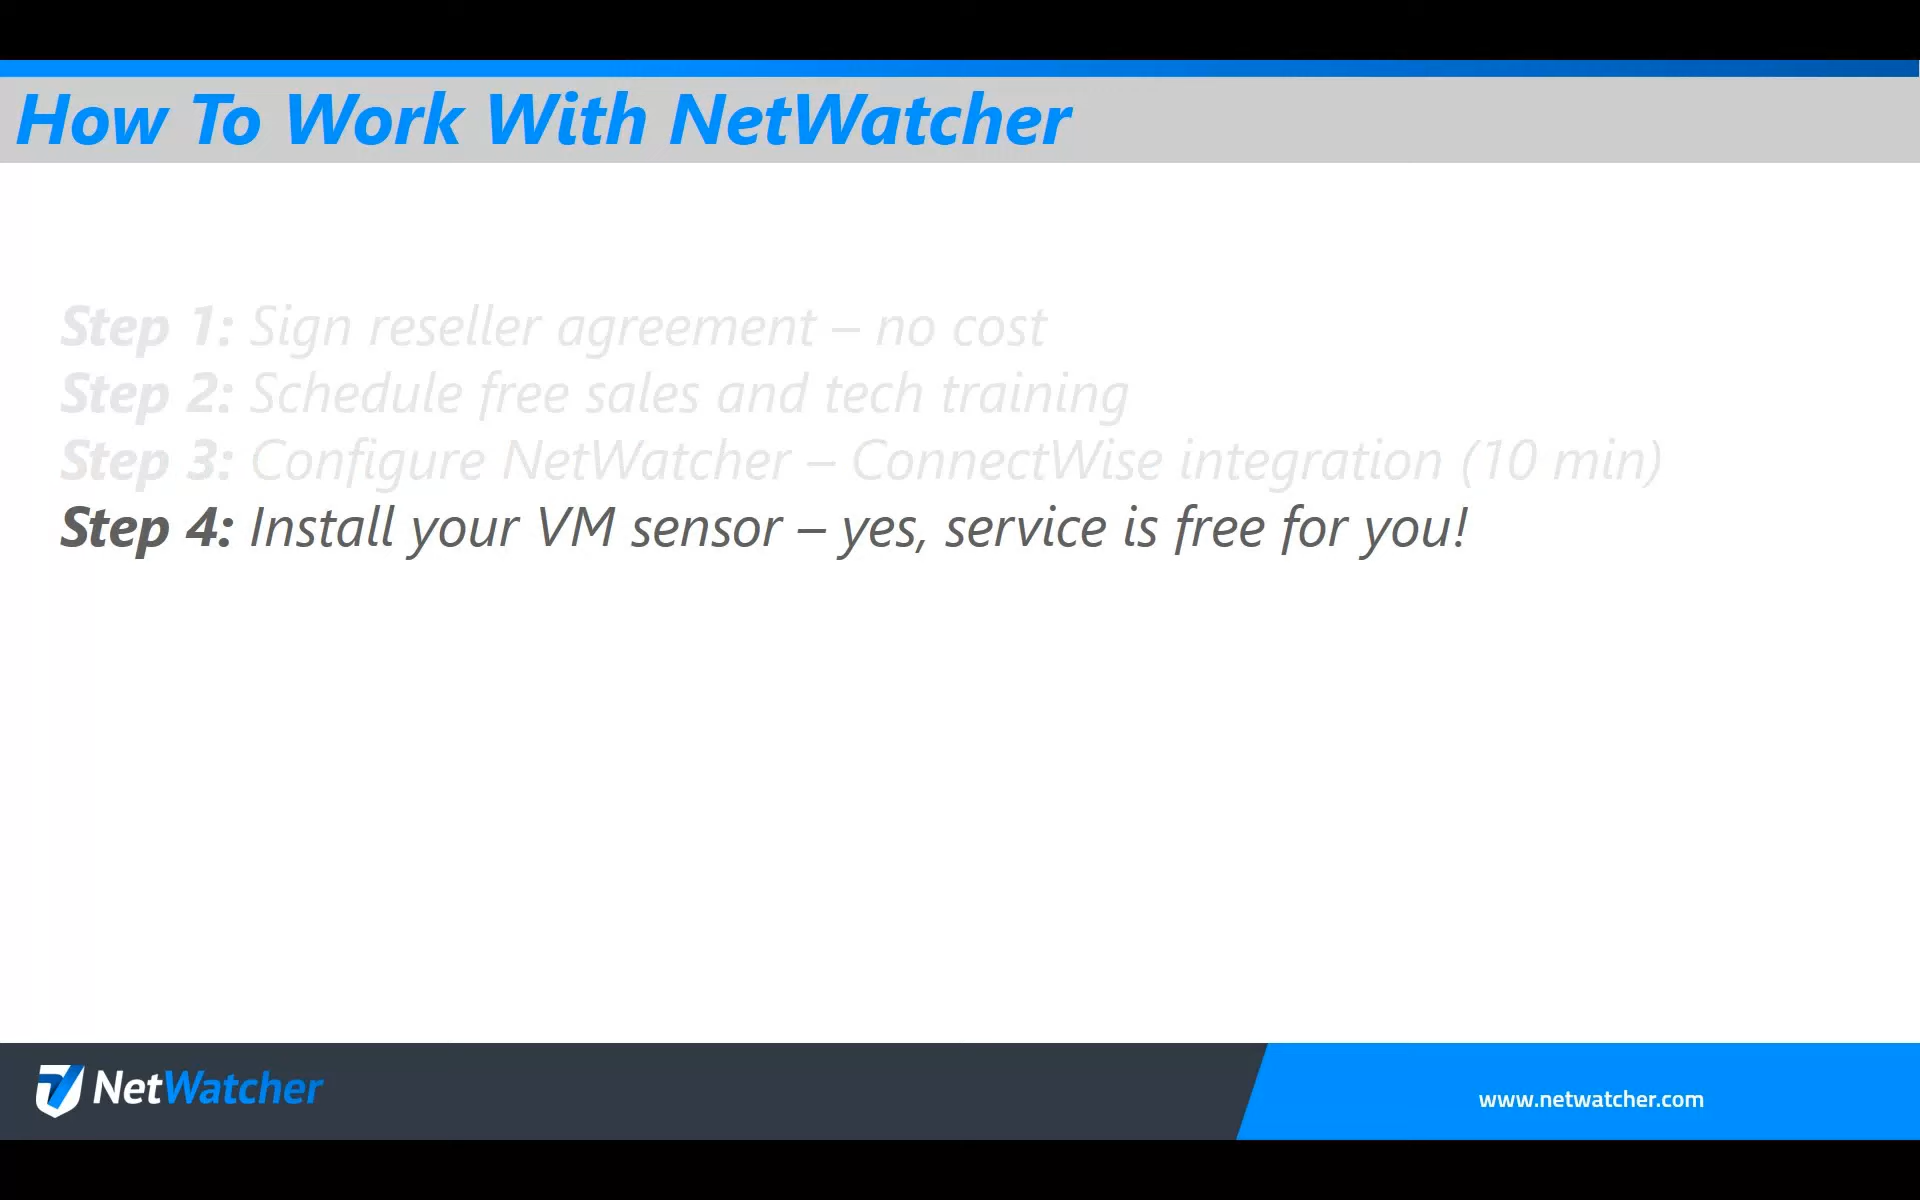 How To Work With NetWatcher
Step 1: Sign reseller agreement – no cost
Step 2: Schedule free sales and tech training
Step 3: Configure NetWatcher – ConnectWise integration (10 min)
Step 4: Install your VM sensor – yes, service is free for you!
NetWatcher
www.netwatcher.com